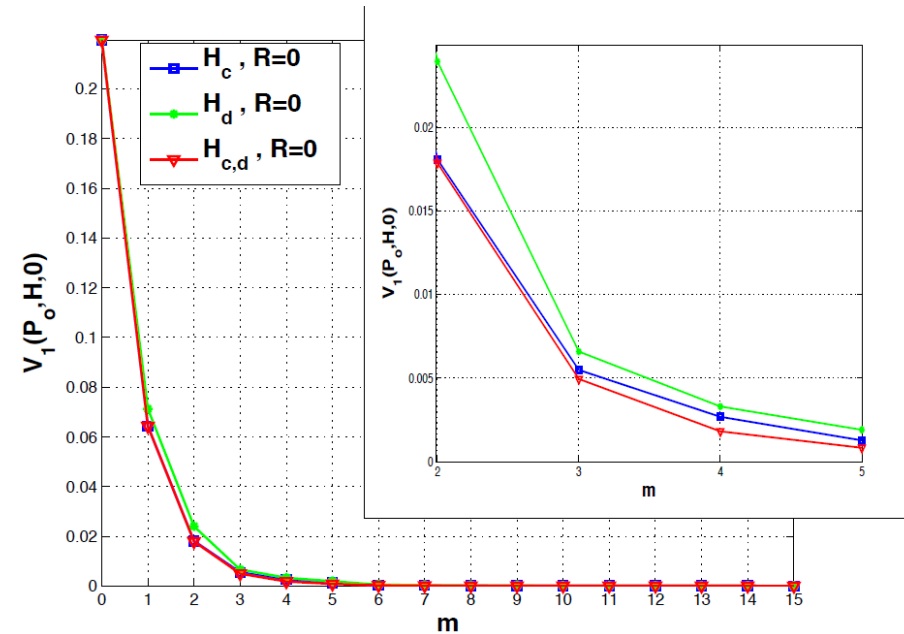 H_c , R=0
H_d , R=0
H_c,d , R=0
V_1(P_o,H,0)
0.2
0.18
0.16
0.14
0.12
0.1
0.08
0.06
0.04
0.02
0
0 1 2 3 4 5 6 7 8 9 10 11 12 13 14 15
m
V_1(P_o,H,0)
0.02
0.015
0.01
0.005
0
2 3 4 5
m